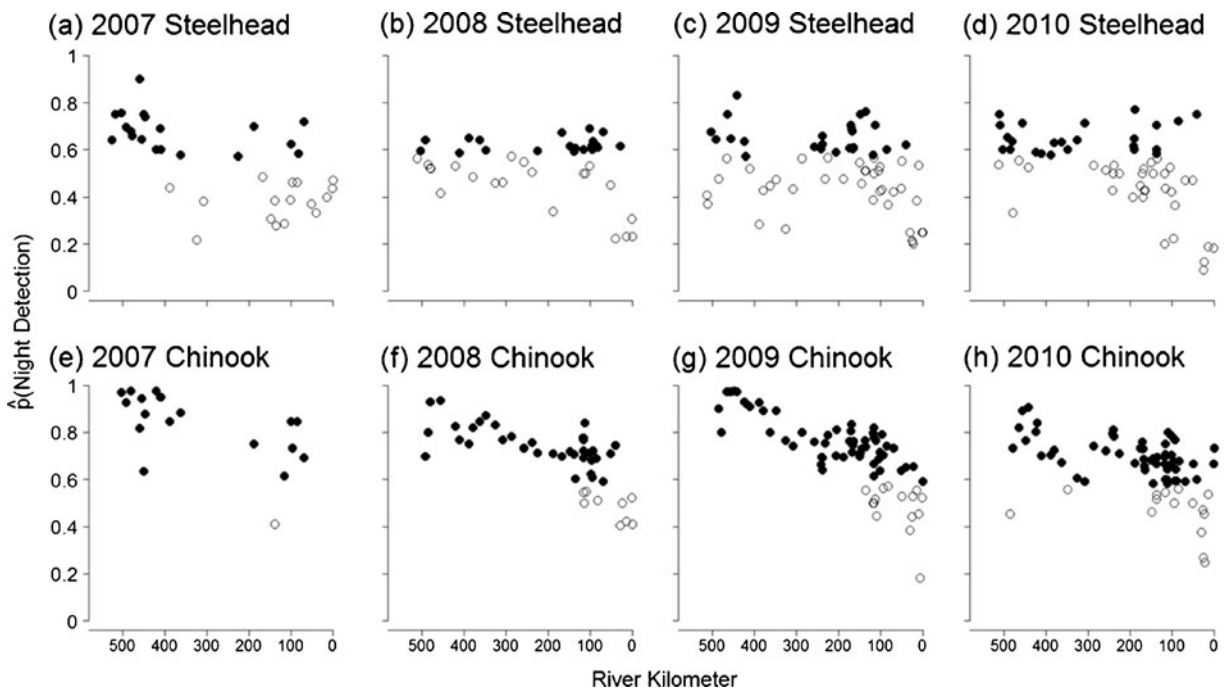 (a) 2007 Steelhead
(b) 2008 Steelhead
(c) 2009 Steelhead
(d) 2010 Steelhead
1
0.8
0.6
0.4
0.2
0
(e) 2007 Chinook
(f) 2008 Chinook
(g) 2009 Chinook
(h) 2010 Chinook
1
0.8
0.6
0.4
0.2
0
p̂(Night Detection)
500 400 300 200 100 0
500 400 300 200 100 0
500 400 300 200 100 0
500 400 300 200 100 0
River Kilometer